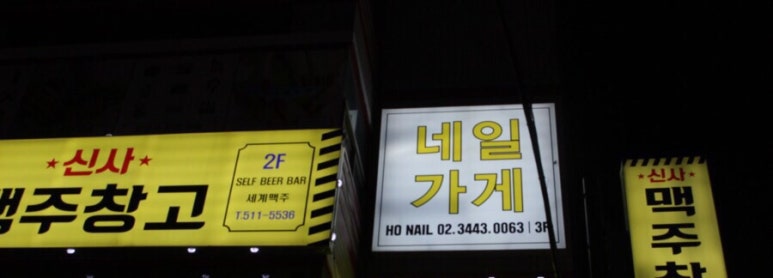 ★신사★
맥주창고
2F
SELF BEER BAR
세계맥주
T.511-5536
네일
가게
HO NAIL 02.3443.0063 | 3F
★신사★
맥주창